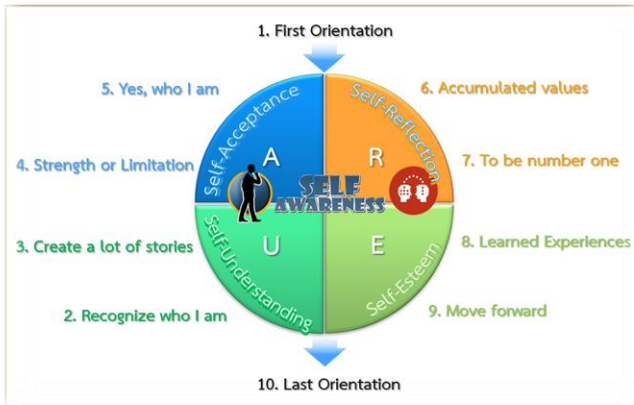 1. First Orientation
5. Yes, who I am
6. Accumulated values
Self-Acceptance
Self-Reflection
A
R
4. Strength or Limitation
7. To be number one
SELF
AWARENESS
3. Create a lot of stories
8. Learned Experiences
U
E
Self-Understanding
Self-Esteem
2. Recognize who I am
9. Move forward
10. Last Orientation